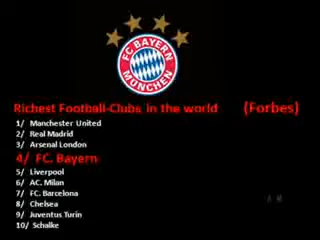 FC BAYERN
MÜNCHEN
Richest Football-Clubs in the world (Forbes)
1/ Manchester United
2/ Real Madrid
3/ Arsenal London
4/ FC. Bayern
5/ Liverpool
6/ AC. Milan
7/ FC. Barcelona
8/ Chelsea
9/ Juventus Turin
10/ Schalke